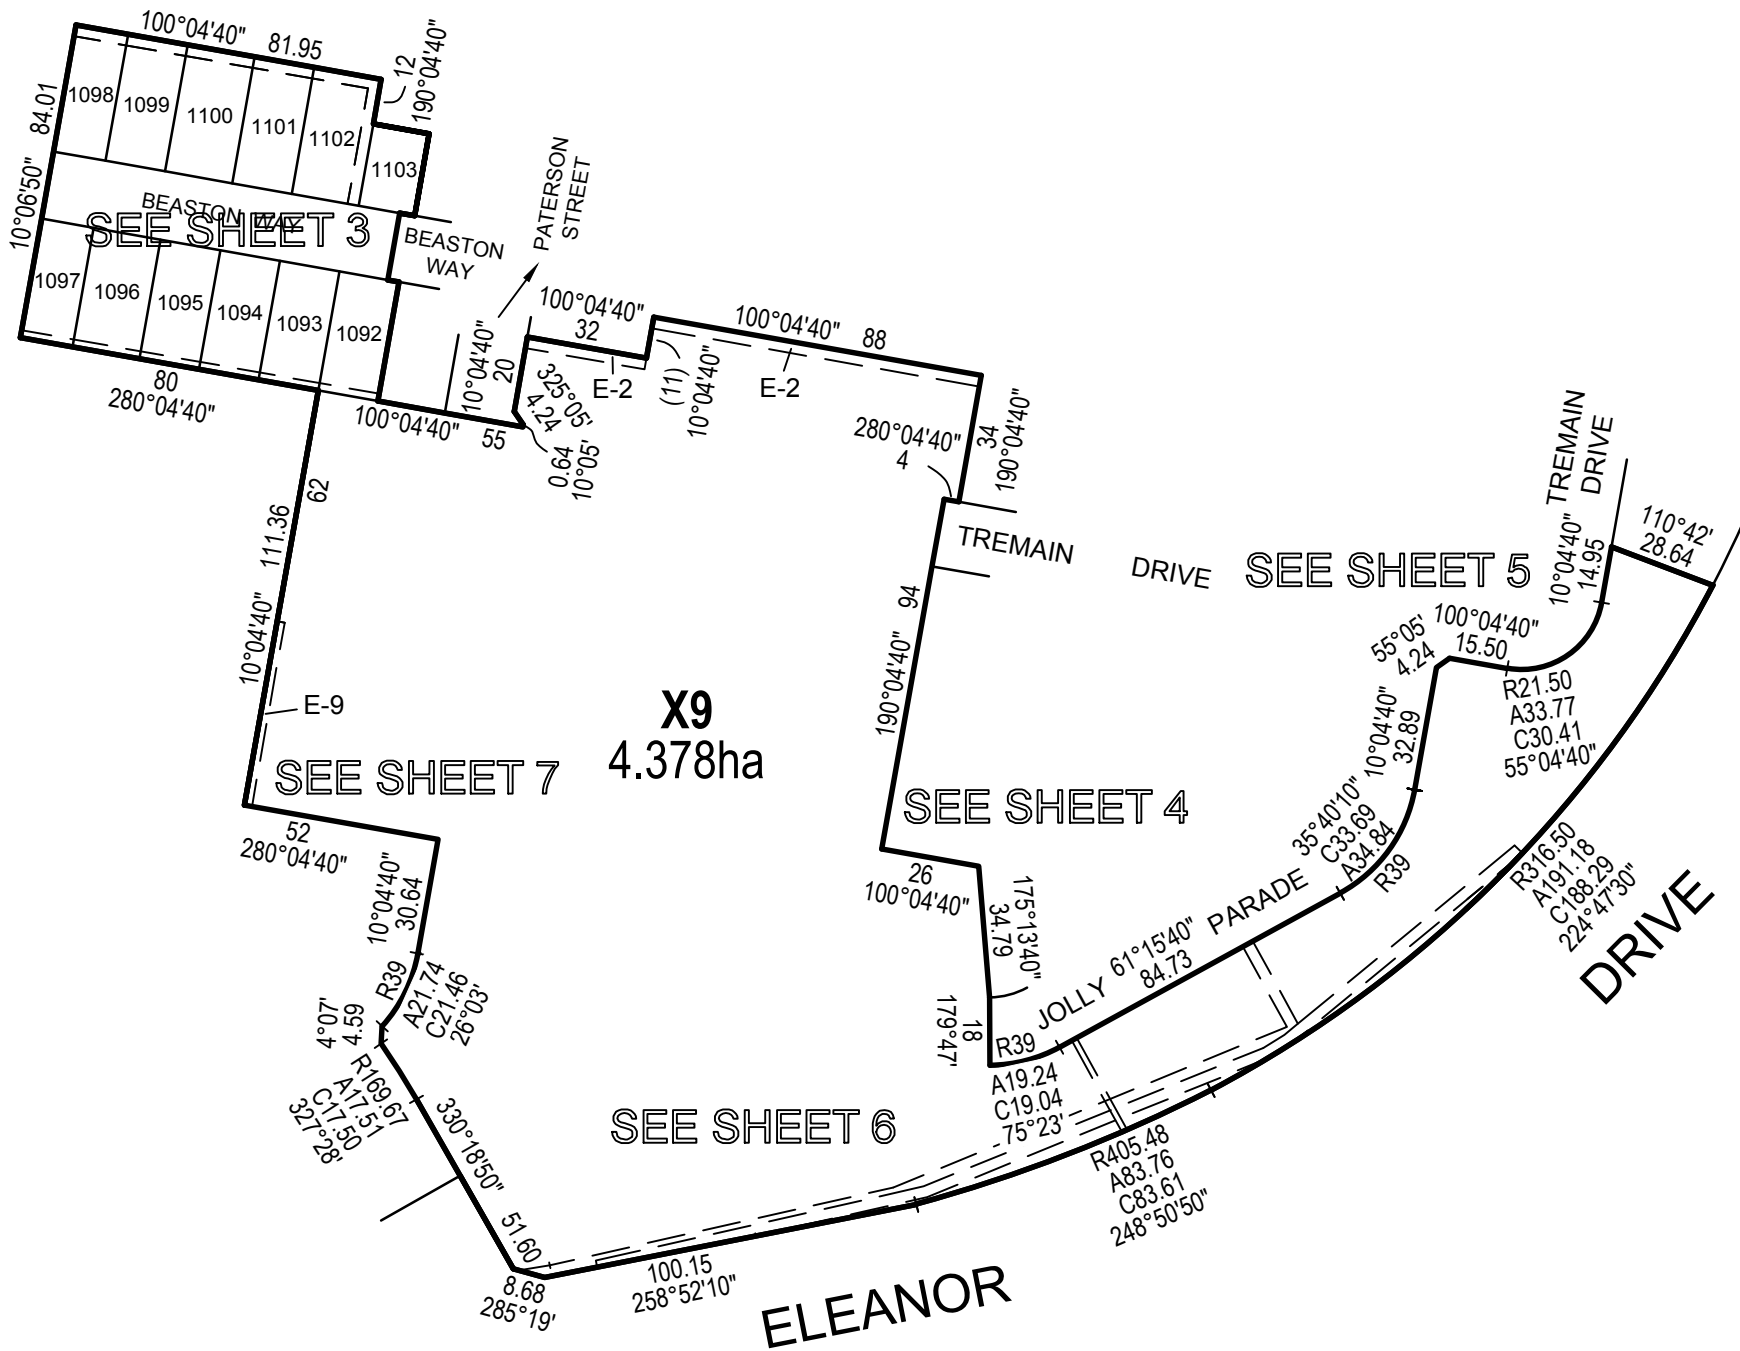 100°04'40"
81.95
12
190°04'40"
84.01
10°06'50"
1098
1099
1100
1101
1102
1103
BEASTON WAY
SEE SHEET 3
BEASTON
WAY
PATERSON
STREET
1097
1096
1095
1094
1093
1092
80
280°04'40"
100°04'40"
55
10°04'40"
20
325°05'
4.24
0.64
10°05'
100°04'40"
32
E-2
(11)
10°04'40"
100°04'40"
88
E-2
280°04'40"
4
34
190°04'40"
TREMAIN DRIVE
SEE SHEET 5
TREMAIN
DRIVE
110°42'
28.64
10°04'40"
14.95
100°04'40"
15.50
55°05'
4.24
R21.50
A33.77
C30.41
55°04'40"
62
111.36
10°04'40"
E-9
94
190°04'40"
X9
4.378ha
SEE SHEET 7
SEE SHEET 4
10°04'40"
32.89
35°40'10"
C33.69
A34.84
R39
52
280°04'40"
26
100°04'40"
R316.50
A191.18
C188.29
224°47'30"
10°04'40"
30.64
175°13'40"
34.79
JOLLY PARADE
61°15'40"
84.73
R39
A21.74
C21.46
26°03'
4°07'
4.59
18
179°47'
R39
A19.24
C19.04
75°23'
R169.67
A17.51
C17.50
327°28'
SEE SHEET 6
330°18'50"
51.60
R405.48
A83.76
C83.61
248°50'50"
8.68
285°19'
100.15
258°52'10"
ELEANOR DRIVE